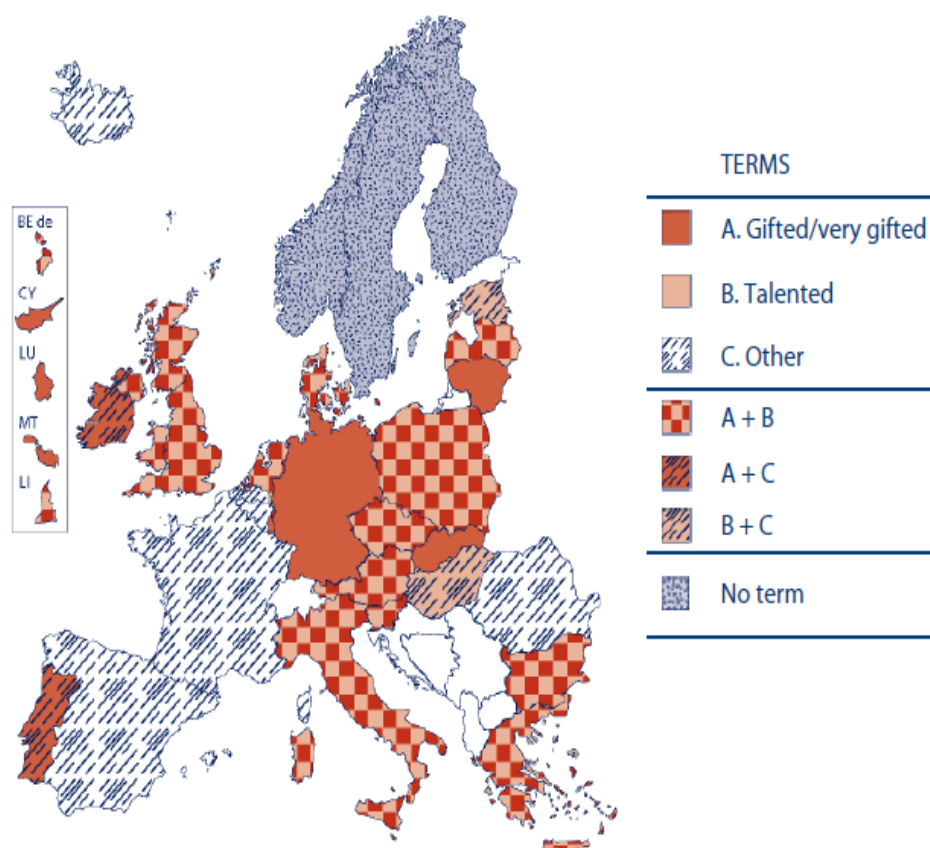 BE de
CY
LU
MT
LI
TERMS
A. Gifted/very gifted
B. Talented
C. Other
A + B
A + C
B + C
No term